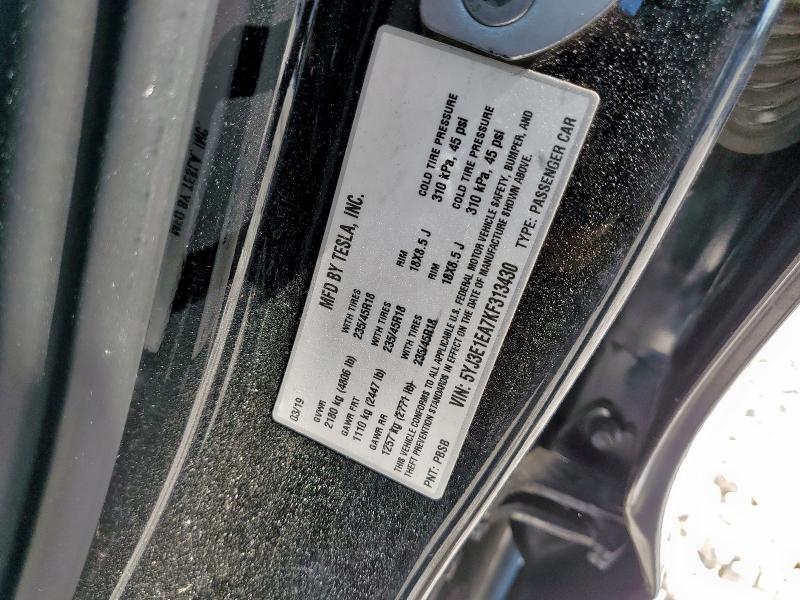 MFD BY TESLA, INC.
03/19
GVWR
2180 kg (4806 lb)
GAWR FRT WITH TIRES RIM COLD TIRE PRESSURE
1110 kg (2447 lb) 235/45R18 18X8.5 J 310 kPa, 45 psi
GAWR RR WITH TIRES RIM COLD TIRE PRESSURE
1257 kg (2771 lb) 235/45R18 18X8.5 J 310 kPa, 45 psi
WITH TIRES
235/45R18
THIS VEHICLE CONFORMS TO ALL APPLICABLE U.S. FEDERAL MOTOR VEHICLE SAFETY, BUMPER, AND
THEFT PREVENTION STANDARDS IN EFFECT ON THE DATE OF MANUFACTURE SHOWN ABOVE.
VIN: 5YJ3E1EA7KF313430 TYPE: PASSENGER CAR
PNT: PBSB